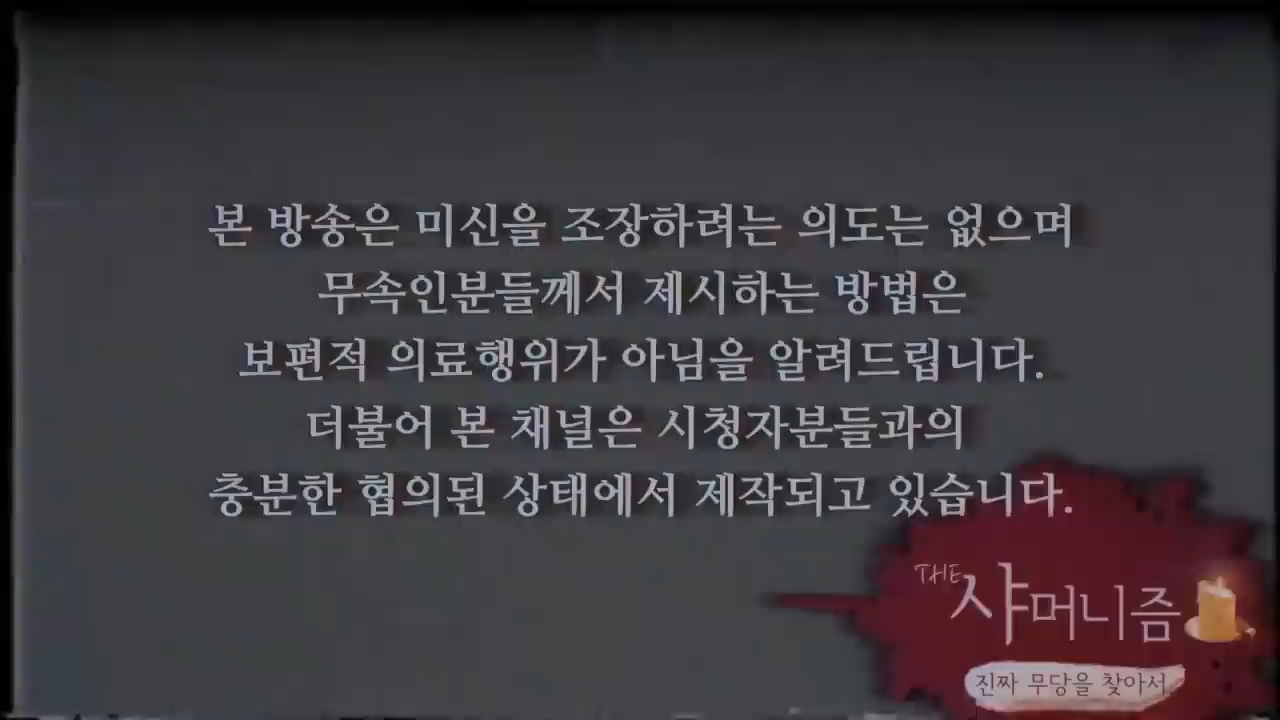 본 방송은 미신을 조장하려는 의도는 없으며
무속인분들께서 제시하는 방법은
보편적 의료행위가 아님을 알려드립니다.
더불어 본 채널은 시청자분들과의
충분한 협의된 상태에서 제작되고 있습니다.
THE 샤머니즘
진짜 무당을 찾아서